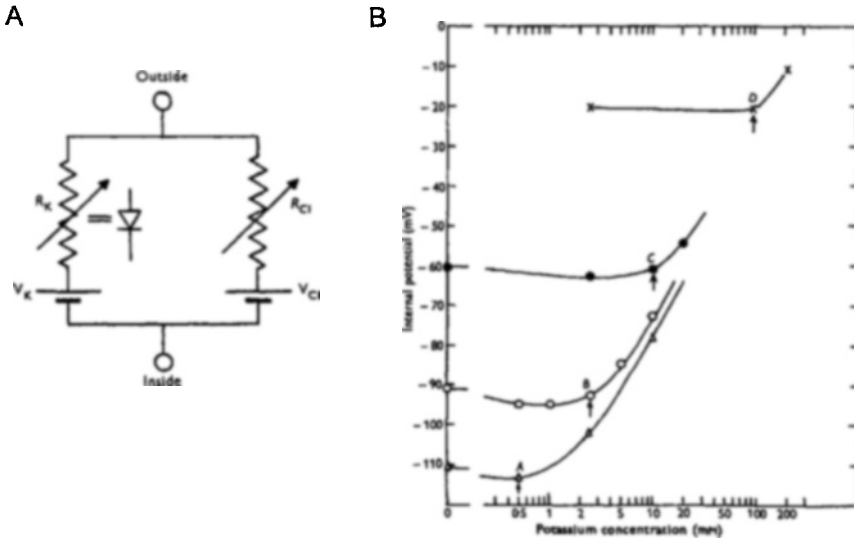 A
Outside
R_K
R_Cl
V_K
V_Cl
Inside
B
Internal potential (mV)
0
−10
−20
−30
−40
−50
−60
−70
−80
−90
−100
−110
D
C
B
A
0
0·5
1
2
5
10
20
50
100
200
Potassium concentration (mM)